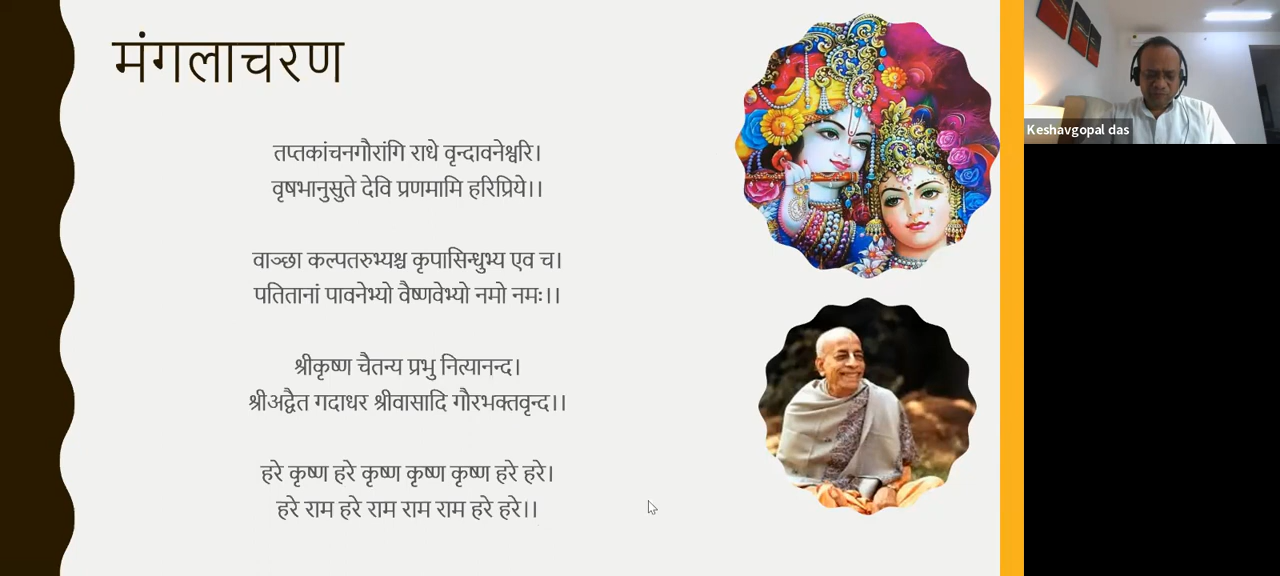 मंगलाचरण
तप्तकांचनगौरांगि राधे वृन्दावनेश्वरि।
वृषभानुसुते देवि प्रणमामि हरिप्रिये।।
वाञ्छा कल्पतरुभ्यश्च कृपासिन्धुभ्य एव च।
पतितानां पावनेभ्यो वैष्णवेभ्यो नमो नमः।।
श्रीकृष्ण चैतन्य प्रभु नित्यानन्द।
श्रीअद्वैत गदाधर श्रीवासादि गौरभक्तवृन्द।।
हरे कृष्ण हरे कृष्ण कृष्ण कृष्ण हरे हरे।
हरे राम हरे राम राम राम हरे हरे।।
Keshavgopal das